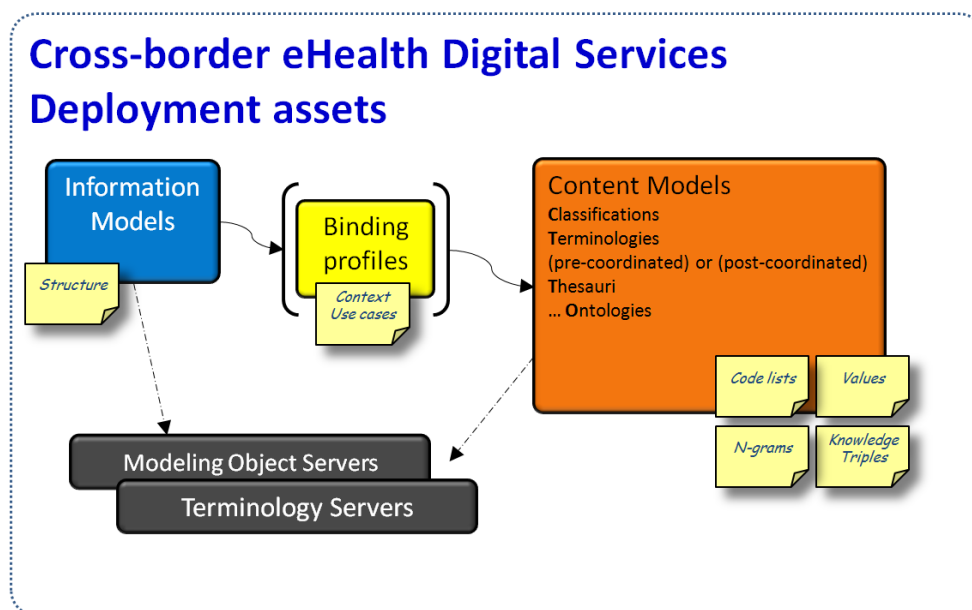 Cross-border eHealth Digital Services
Deployment assets
Information
Models
Structure
Binding
profiles
Context
Use cases
Content Models
Classifications
Terminologies
(pre-coordinated) or (post-coordinated)
Thesauri
... Ontologies
Code lists
Values
N-grams
Knowledge
Triples
Modeling Object Servers
Terminology Servers